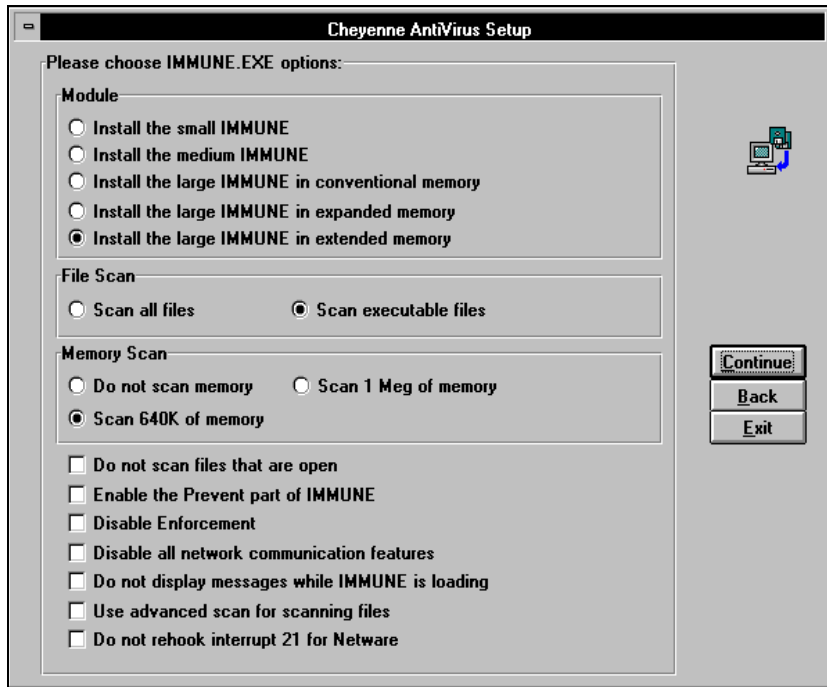 Cheyenne AntiVirus Setup
Please choose IMMUNE.EXE options:
Module
Install the small IMMUNE
Install the medium IMMUNE
Install the large IMMUNE in conventional memory
Install the large IMMUNE in expanded memory
Install the large IMMUNE in extended memory
File Scan
Scan all files
Scan executable files
Memory Scan
Do not scan memory
Scan 1 Meg of memory
Scan 640K of memory
Do not scan files that are open
Enable the Prevent part of IMMUNE
Disable Enforcement
Disable all network communication features
Do not display messages while IMMUNE is loading
Use advanced scan for scanning files
Do not rehook interrupt 21 for Netware
Continue
Back
Exit